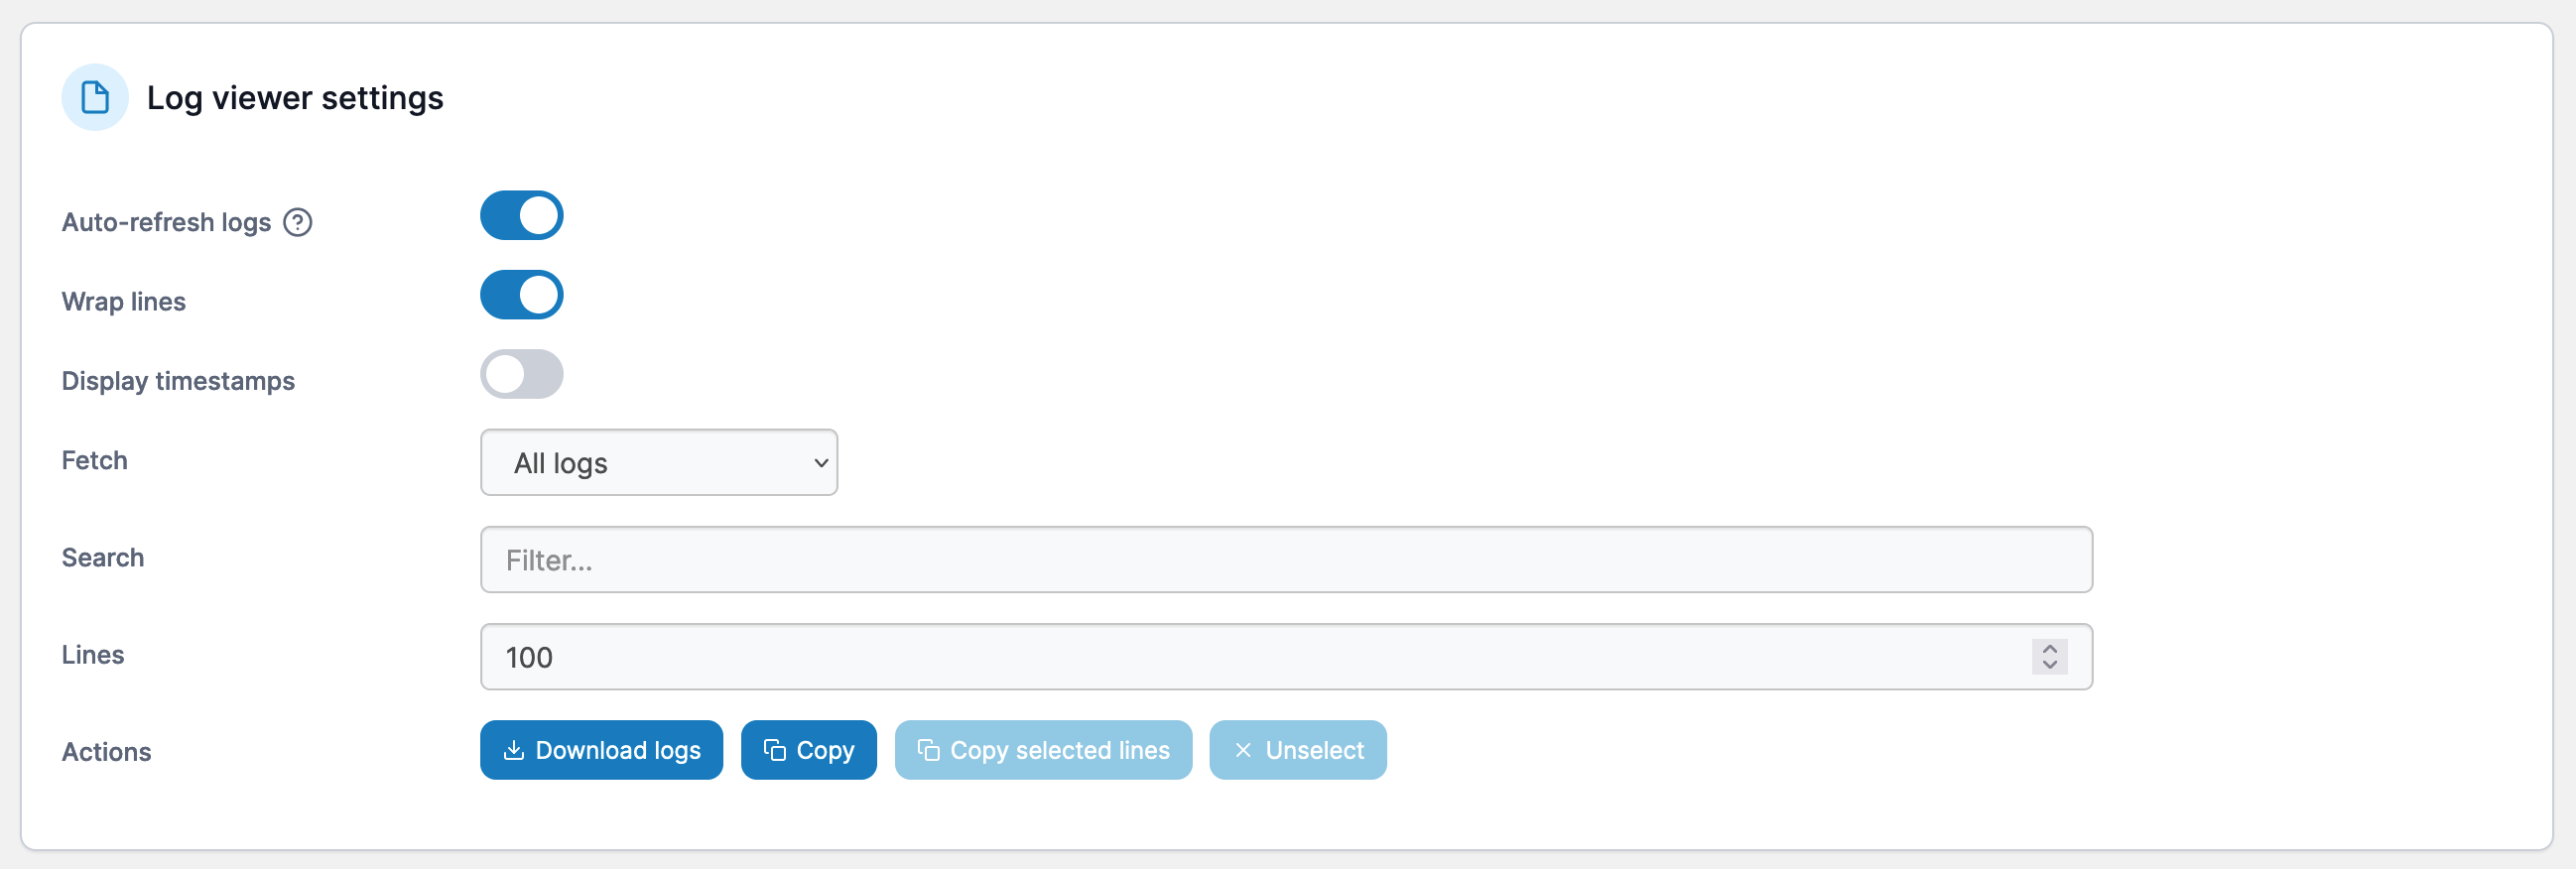 Log viewer settings
Auto-refresh logs
Wrap lines
Display timestamps
Fetch
All logs
Search
Filter...
Lines
100
Actions
Download logs
Copy
Copy selected lines
Unselect